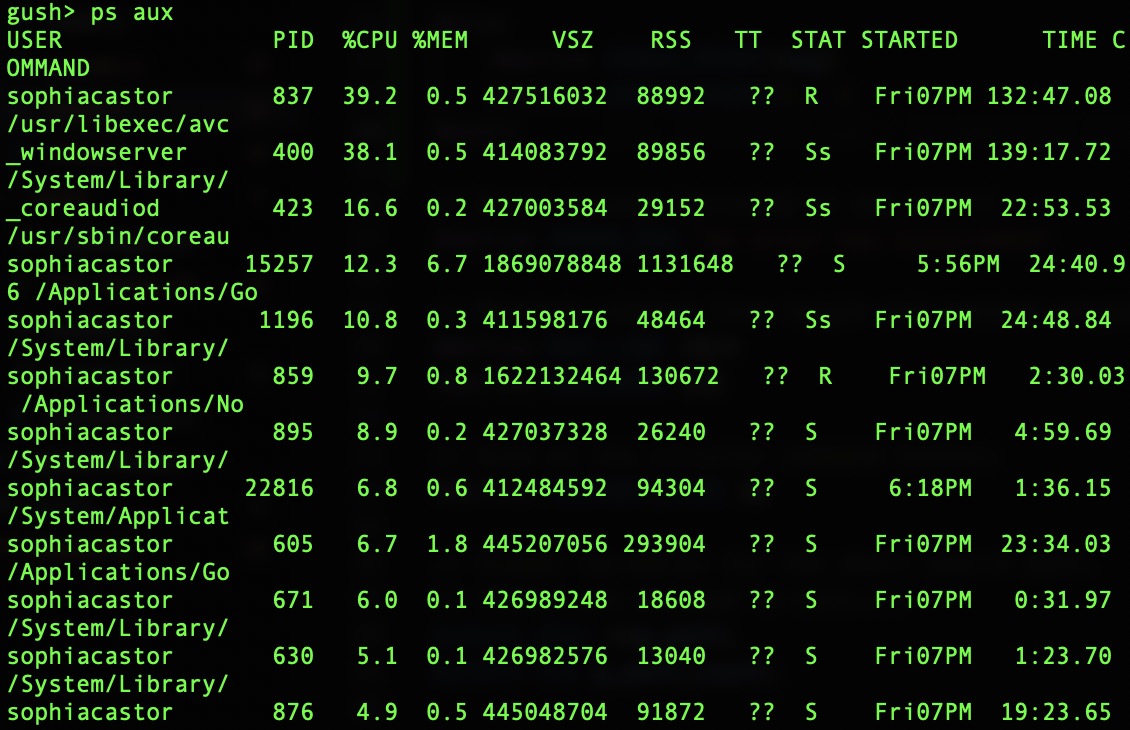 gush> ps aux
USER               PID  %CPU %MEM      VSZ    RSS   TT  STAT STARTED      TIME C
OMMAND
sophiacastor       837  39.2  0.5 427516032  88992   ??  R    Fri07PM 132:47.08
/usr/libexec/avc
_windowserver      400  38.1  0.5 414083792  89856   ??  Ss   Fri07PM 139:17.72
/System/Library/
_coreaudiod        423  16.6  0.2 427003584  29152   ??  Ss   Fri07PM  22:53.53
/usr/sbin/coreau
sophiacastor     15257  12.3  6.7 1869078848 1131648   ??  S     5:56PM  24:40.9
6 /Applications/Go
sophiacastor      1196  10.8  0.3 411598176  48464   ??  Ss   Fri07PM  24:48.84
/System/Library/
sophiacastor       859   9.7  0.8 1622132464 130672   ??  R     Fri07PM   2:30.03
 /Applications/No
sophiacastor       895   8.9  0.2 427037328  26240   ??  S    Fri07PM   4:59.69
/System/Library/
sophiacastor     22816   6.8  0.6 412484592  94304   ??  S     6:18PM   1:36.15
/System/Applicat
sophiacastor       605   6.7  1.8 445207056 293904   ??  S    Fri07PM  23:34.03
/Applications/Go
sophiacastor       671   6.0  0.1 426989248  18608   ??  S    Fri07PM   0:31.97
/System/Library/
sophiacastor       630   5.1  0.1 426982576  13040   ??  S    Fri07PM   1:23.70
/System/Library/
sophiacastor       876   4.9  0.5 445048704  91872   ??  S    Fri07PM  19:23.65